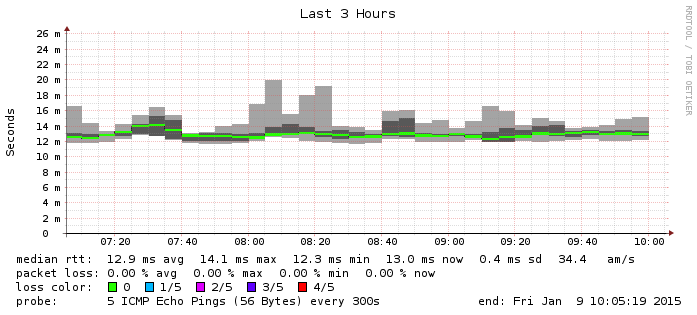 Last 3 Hours
RRDTOOL / TOBI OETIKER
Seconds
26 m
24 m
22 m
20 m
18 m
16 m
14 m
12 m
10 m
8 m
6 m
4 m
2 m
0
07:20 07:40 08:00 08:20 08:40 09:00 09:20 09:40 10:00
median rtt: 12.9 ms avg 14.1 ms max 12.3 ms min 13.0 ms now 0.4 ms sd 34.4 am/s
packet loss: 0.00 % avg 0.00 % max 0.00 % min 0.00 % now
loss color: 0 1/5 2/5 3/5 4/5
probe: 5 ICMP Echo Pings (56 Bytes) every 300s end: Fri Jan 9 10:05:19 2015